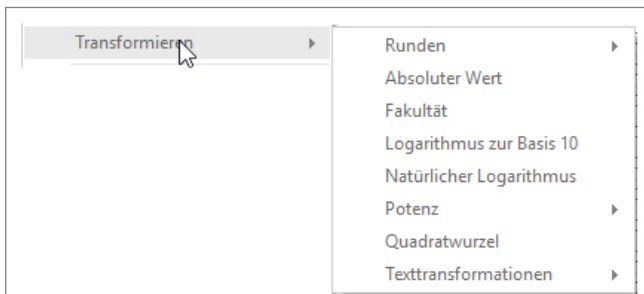 Transformieren
Runden
Absoluter Wert
Fakultät
Logarithmus zur Basis 10
Natürlicher Logarithmus
Potenz
Quadratwurzel
Texttransformationen